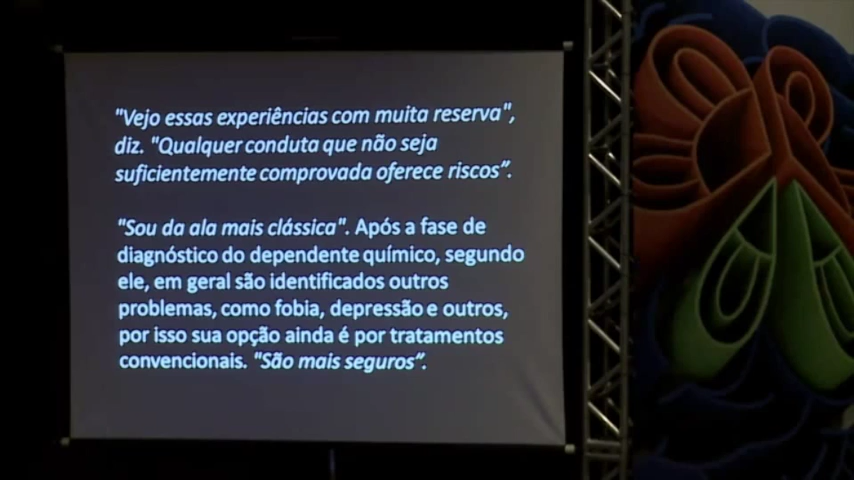 "Vejo essas experiências com muita reserva",
diz. "Qualquer conduta que não seja
suficientemente comprovada oferece riscos”.
"Sou da ala mais clássica". Após a fase de
diagnóstico do dependente químico, segundo
ele, em geral são identificados outros
problemas, como fobia, depressão e outros,
por isso sua opção ainda é por tratamentos
convencionais. "São mais seguros”.